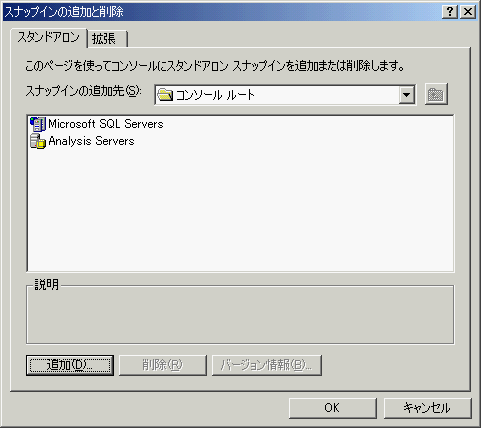 スナップインの追加と削除
スタンドアロン 拡張
このページを使ってコンソールにスタンドアロン スナップインを追加または削除します。
スナップインの追加先(S): コンソール ルート
Microsoft SQL Servers
Analysis Servers
説明
追加(D)... 削除(R) バージョン情報(B)...
OK キャンセル